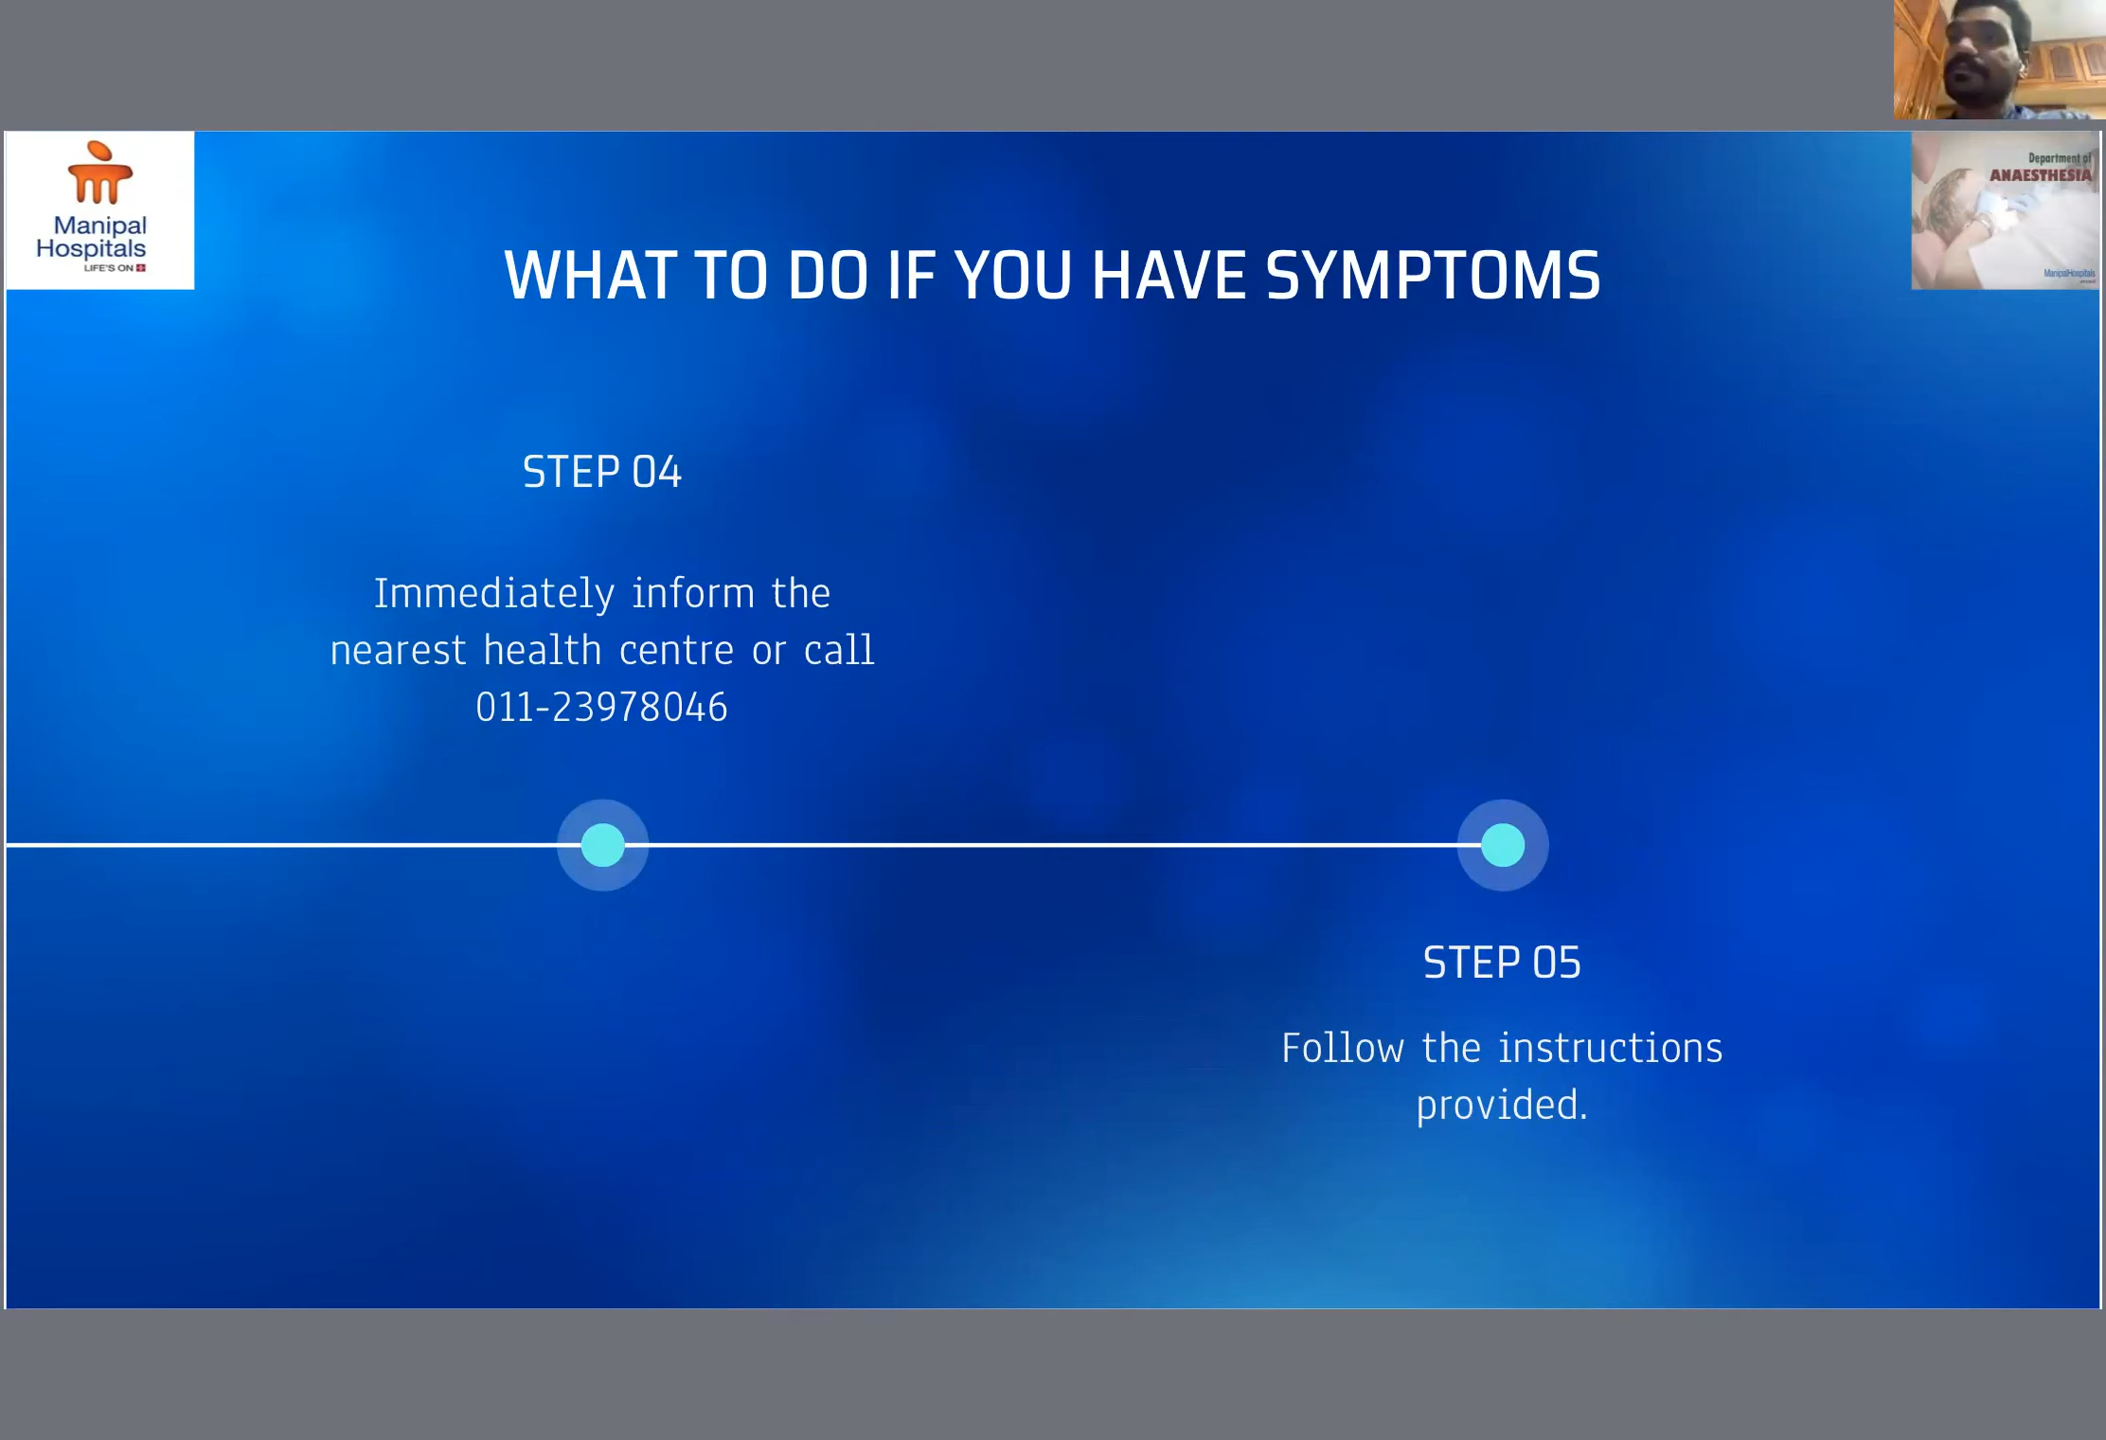 Manipal
Hospitals
LIFE'S ON
Department of
ANAESTHESIA
ManipalHospitals
WHAT TO DO IF YOU HAVE SYMPTOMS
STEP 04
Immediately inform the
nearest health centre or call
011-23978046
STEP 05
Follow the instructions
provided.